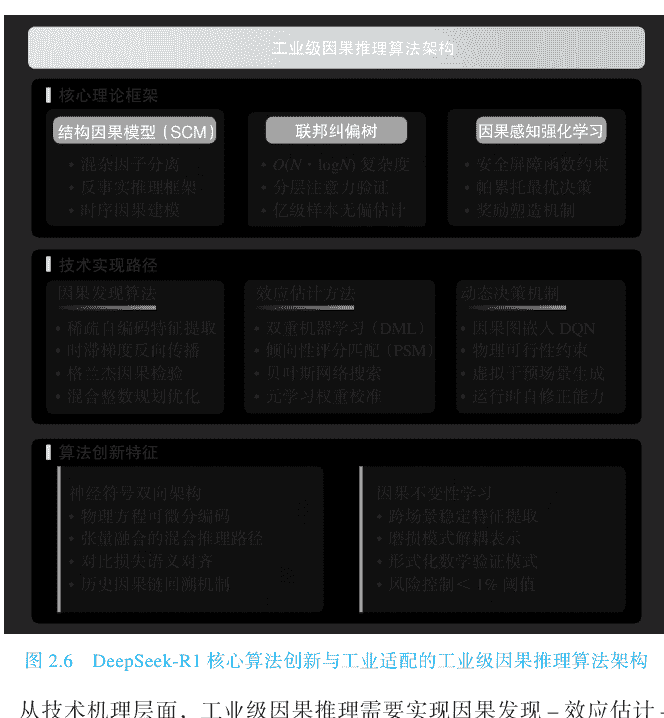 工业级因果推理算法架构
核心理论框架
结构因果模型（SCM） 联邦纠偏树 因果感知强化学习
• 混杂因子分离 • O(N·logN) 复杂度 • 安全屏障函数约束
• 反事实推理框架 • 分层注意力验证 • 帕累托最优决策
• 时序因果建模 • 亿级样本无偏估计 • 奖励塑造机制
技术实现路径
因果发现算法 效应估计方法 动态决策机制
• 稀疏自编码特征提取 • 双重机器学习（DML） • 因果图嵌入 DQN
• 时滞梯度反向传播 • 倾向性评分匹配（PSM） • 物理可行性约束
• 格兰杰因果检验 • 贝叶斯网络搜索 • 虚拟干预场景生成
• 混合整数规划优化 • 元学习权重校准 • 运行时自修正能力
算法创新特征
神经符号双向架构 因果不变性学习
• 物理方程可微分编码 • 跨场景稳定特征提取
• 张量融合的混合推理路径 • 磨损模式解耦表示
• 对比损失语义对齐 • 形式化数学验证模式
• 历史因果链回溯机制 • 风险控制＜1% 阈值
图 2.6 DeepSeek-R1 核心算法创新与工业适配的工业级因果推理算法架构
从技术机理层面，工业级因果推理需要实现因果发现–效应估计–